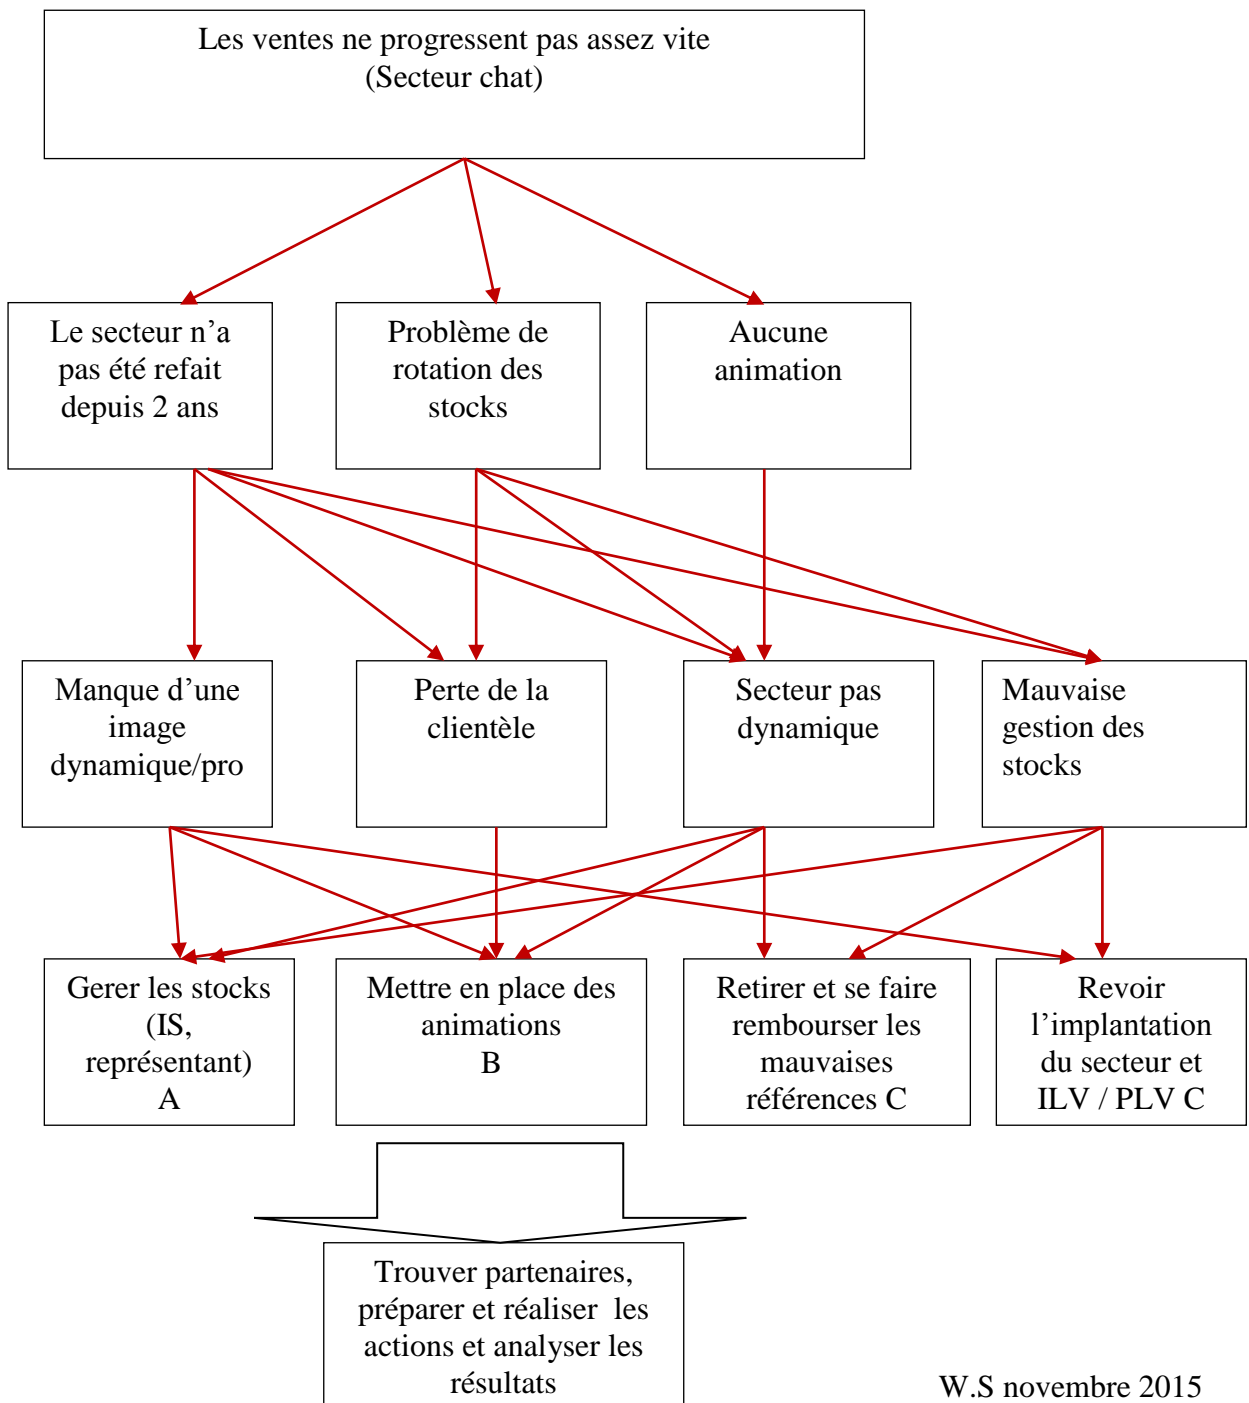 Les ventes ne progressent pas assez vite
(Secteur chat)
Le secteur n’a
pas été refait
depuis 2 ans
Problème de
rotation des
stocks
Aucune
animation
Manque d’une
image
dynamique/pro
Perte de la
clientèle
Secteur pas
dynamique
Mauvaise
gestion des
stocks
Gerer les stocks
(IS,
représentant)
A
Mettre en place des
animations
B
Retirer et se faire
rembourser les
mauvaises
références C
Revoir
l’implantation
du secteur et
ILV / PLV C
Trouver partenaires,
préparer et réaliser  les
actions et analyser les
résultats
W.S novembre 2015